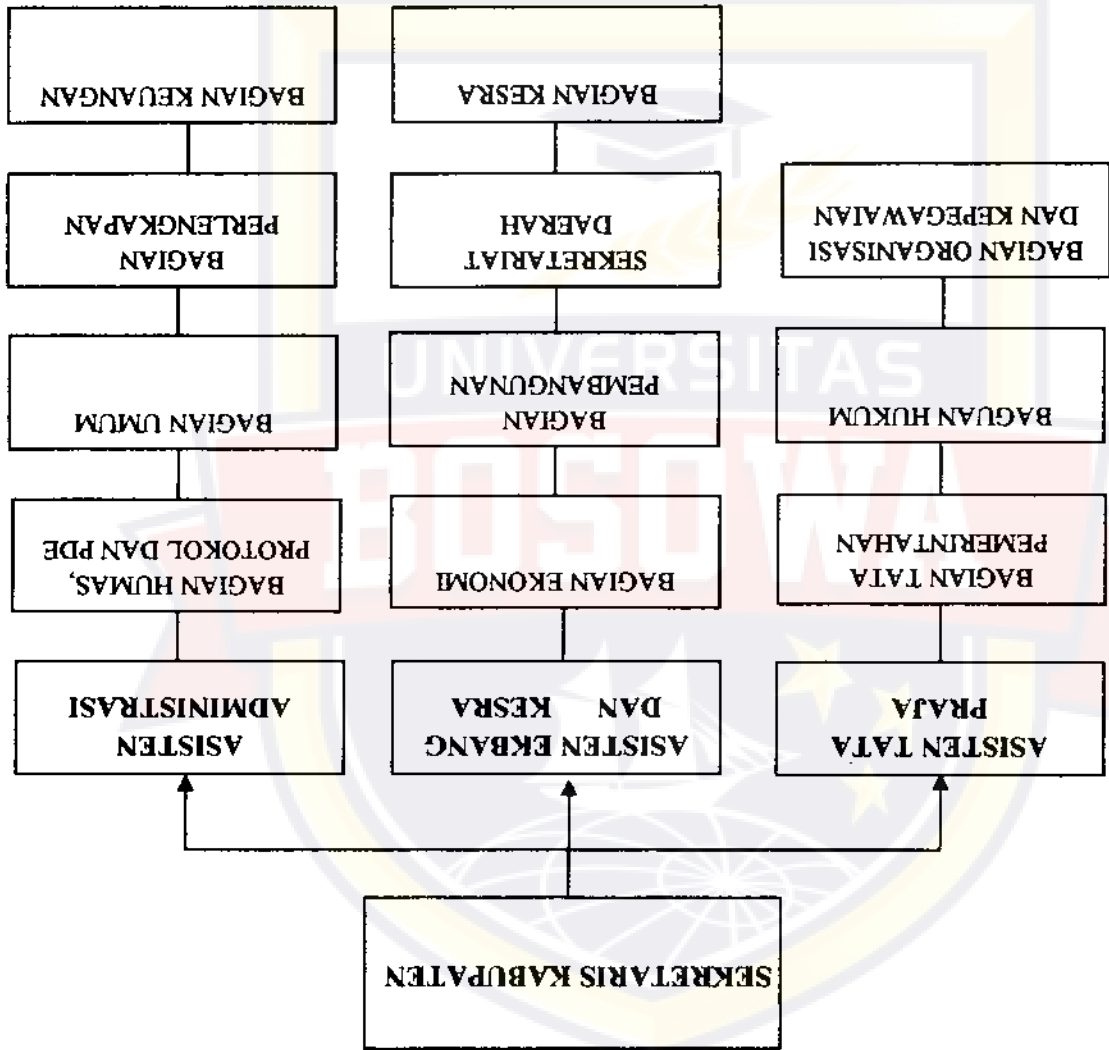 SEKRETARIS KABUPATEN
ASISTEN TATA
PRAJA
ASISTEN EKBANG
DAN KESRA
ASISTEN
ADMINISTRASI
BAGIAN TATA
PEMERINTAHAN
BAGIAN EKONOMI
BAGIAN HUMAS,
PROTOKOL DAN PDE
BAGUAN HUKUM
BAGIAN
PEMBANGUNAN
BAGIAN UMUM
BAGIAN ORGANISASI
DAN KEPEGAWAIAN
SEKRETARIAT
DAERAH
BAGIAN
PERLENGKAPAN
BAGIAN KESRA
BAGIAN KEUANGAN
UNIVERSITAS
BOSOWA